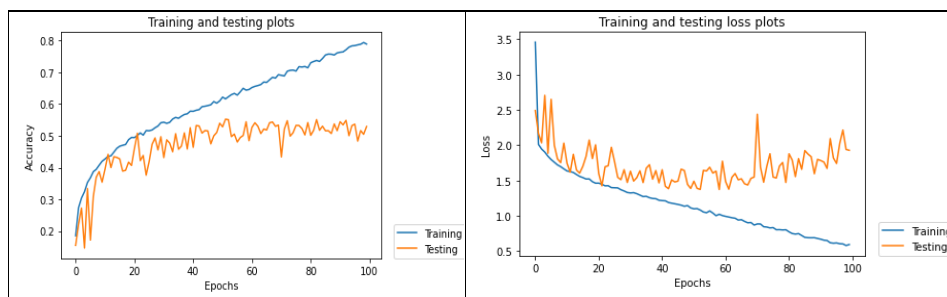 Training and testing plots
0.8
0.7
0.6
0.5
0.4
0.3
0.2
Accuracy
0 20 40 60 80 100
Epochs
Training
Testing
Training and testing loss plots
3.5
3.0
2.5
2.0
1.5
1.0
0.5
Loss
0 20 40 60 80 100
Epochs
Training
Testing